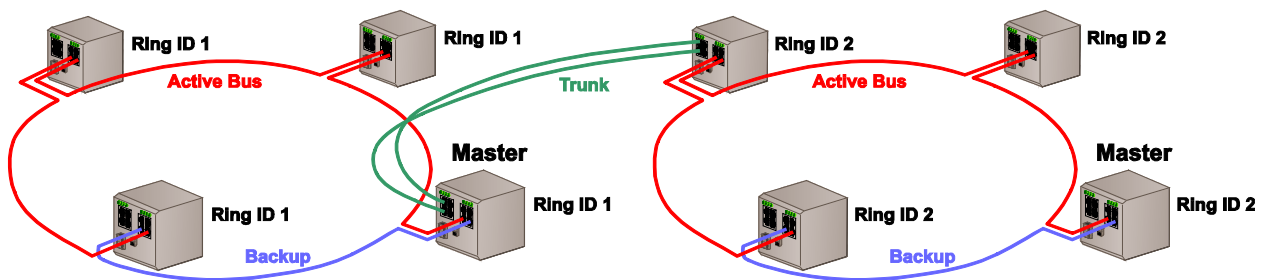 Ring ID 1
Ring ID 1
Ring ID 2
Ring ID 2
Active Bus
Trunk
Active Bus
Master
Master
Ring ID 1
Ring ID 1
Ring ID 2
Ring ID 2
Backup
Backup